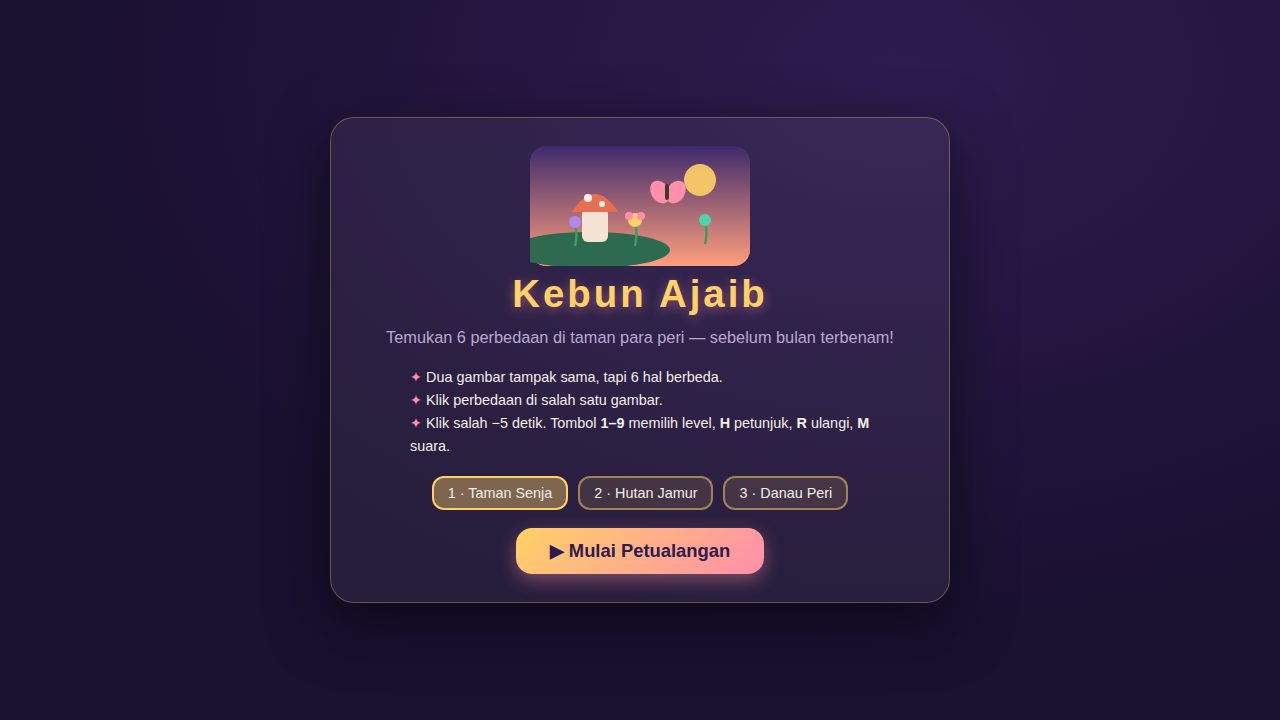 Kebun Ajaib
Temukan 6 perbedaan di taman para peri — sebelum bulan terbenam!
✦ Dua gambar tampak sama, tapi 6 hal berbeda.
✦ Klik perbedaan di salah satu gambar.
✦ Klik salah −5 detik. Tombol 1–9 memilih level, H petunjuk, R ulangi, M
suara.
1 · Taman Senja
2 · Hutan Jamur
3 · Danau Peri
▶ Mulai Petualangan